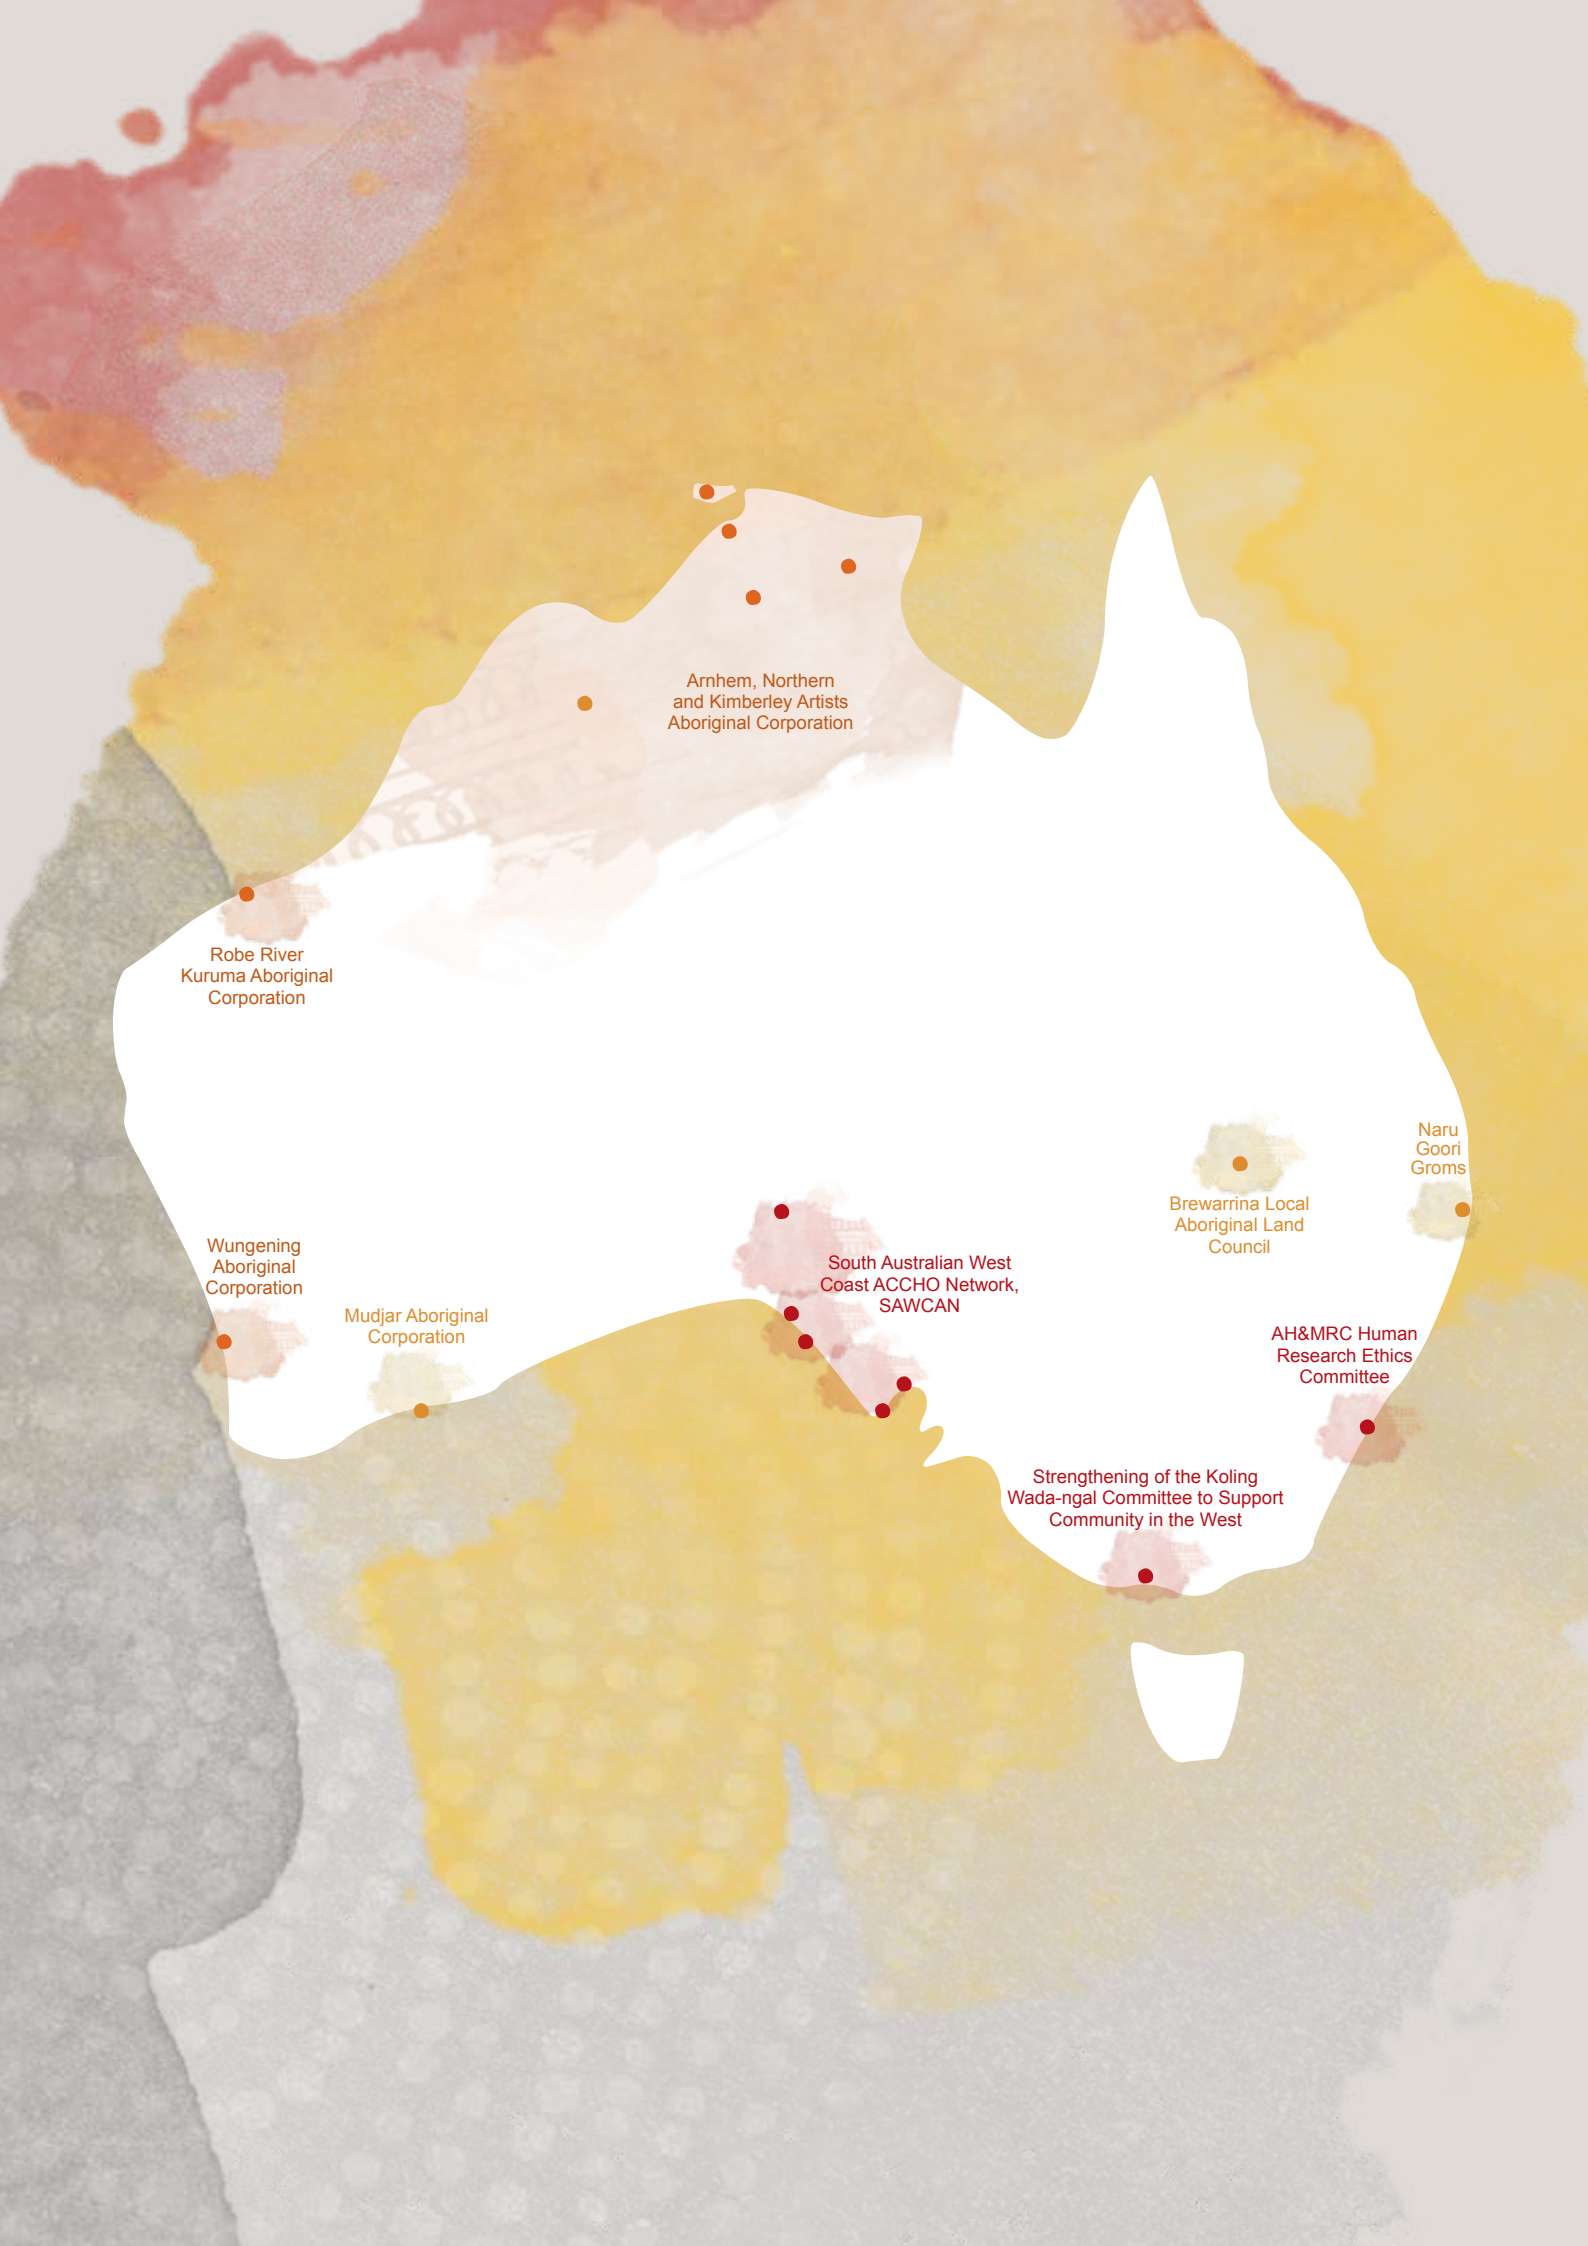 Arnhem, Northern
and Kimberley Artists
Aboriginal Corporation
Robe River
Kuruma Aboriginal
Corporation
Naru
Goori
Groms
Brewarrina Local
Aboriginal Land
Council
Wungening
Aboriginal
Corporation
South Australian West
Coast ACCHO Network,
SAWCAN
Mudjar Aboriginal
Corporation
AH&MRC Human
Research Ethics
Committee
Strengthening of the Koling
Wada-ngal Committee to Support
Community in the West